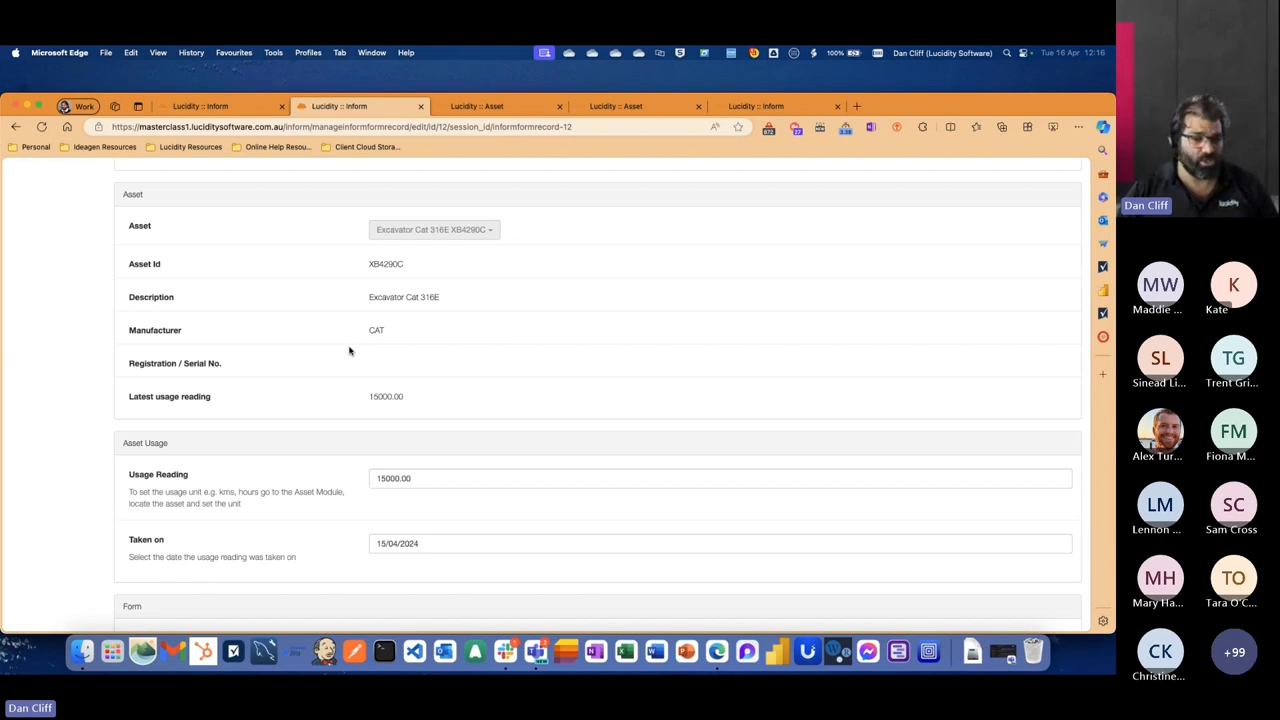 Microsoft Edge File Edit View History Favourites Tools Profiles Tab Window Help 100% Dan Cliff (Lucidity Software) Tue 16 Apr 12:16
Work Lucidity :: Inform Lucidity :: Inform Lucidity :: Asset Lucidity :: Asset Lucidity :: Inform
https://masterclass1.luciditysoftware.com.au/inform/manageinformformrecord/edit/id/12/session_id/informformrecord-12
Personal Ideagen Resources Lucidity Resources Online Help Resou... Client Cloud Stora...
Asset
Asset Excavator Cat 316E XB4290C
Asset Id XB4290C
Description Excavator Cat 316E
Manufacturer CAT
Registration / Serial No.
Latest usage reading 15000.00
Asset Usage
Usage Reading 15000.00
To set the usage unit e.g. kms, hours go to the Asset Module,
locate the asset and set the unit
Taken on 15/04/2024
Select the date the usage reading was taken on
Form
lucidity
Dan Cliff
MW K
Maddie ... Kate
SL TG
Sinead Li... Trent Gri...
FM
Alex Tur... Fiona M...
LM SC
Lennon ... Sam Cross
MH TO
Mary Ha... Tara O'C...
CK +99
Christine...
Dan Cliff